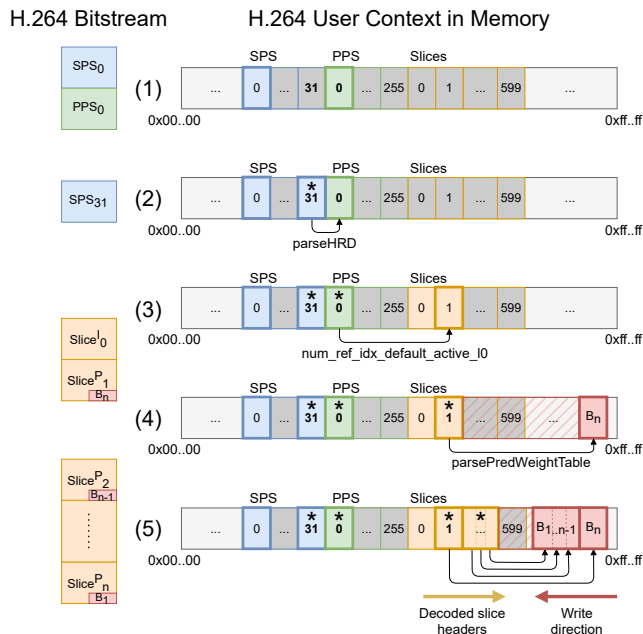 H.264 Bitstream H.264 User Context in Memory
SPS PPS Slices
SPS0
PPS0
(1)
... 0 ... 31 0 ... 255 0 1 ... 599 ...
0x00..00 0xff..ff
SPS PPS Slices
SPS31
(2)
... 0 ... *31 0 ... 255 0 1 ... 599 ...
0x00..00 0xff..ff
parseHRD
SPS PPS Slices
(3)
... 0 ... *31 *0 ... 255 0 1 ... 599 ...
0x00..00 0xff..ff
num_ref_idx_default_active_l0
SliceI0
SliceP1
Bn
SPS PPS Slices
(4)
... 0 ... *31 *0 ... 255 0 *1 ... 599 ... Bn
0x00..00 0xff..ff
parsePredWeightTable
SliceP2
Bn-1
SlicePn
B1
SPS PPS Slices
(5)
... 0 ... *31 *0 ... 255 0 *1 *... 599 B1..n-1 Bn
0x00..00 0xff..ff
Decoded slice
headers
Write
direction